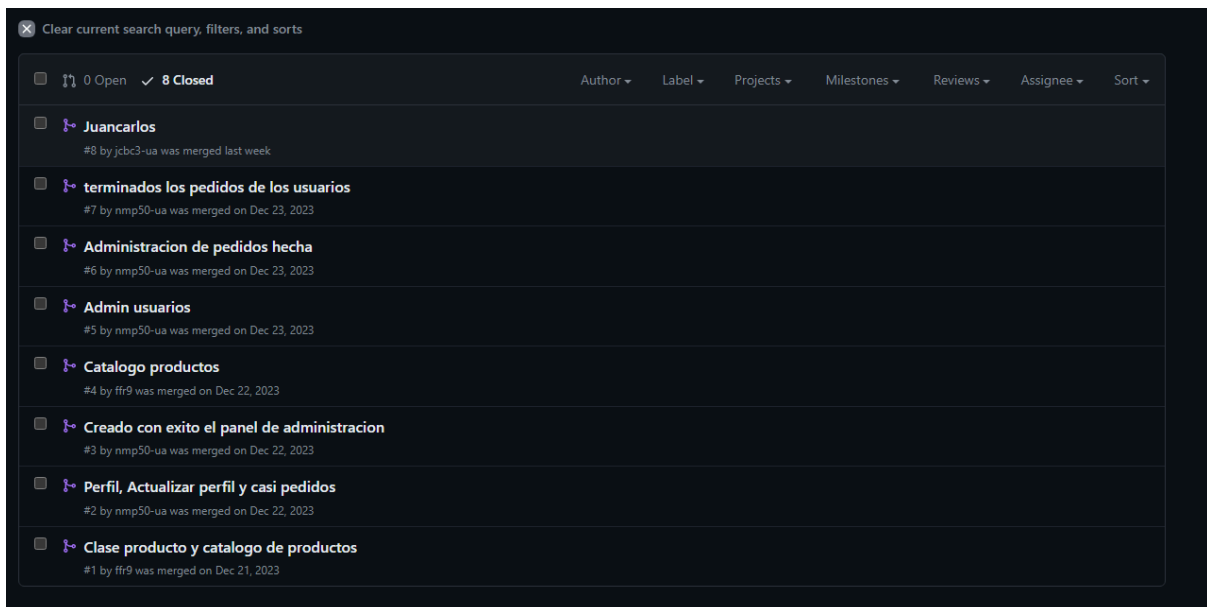 Clear current search query, filters, and sorts
0 Open 8 Closed Author Label Projects Milestones Reviews Assignee Sort
Juancarlos
#8 by jcbc3-ua was merged last week
terminados los pedidos de los usuarios
#7 by nmp50-ua was merged on Dec 23, 2023
Administracion de pedidos hecha
#6 by nmp50-ua was merged on Dec 23, 2023
Admin usuarios
#5 by nmp50-ua was merged on Dec 23, 2023
Catalogo productos
#4 by ffr9 was merged on Dec 22, 2023
Creado con exito el panel de administracion
#3 by nmp50-ua was merged on Dec 22, 2023
Perfil, Actualizar perfil y casi pedidos
#2 by nmp50-ua was merged on Dec 22, 2023
Clase producto y catalogo de productos
#1 by ffr9 was merged on Dec 21, 2023